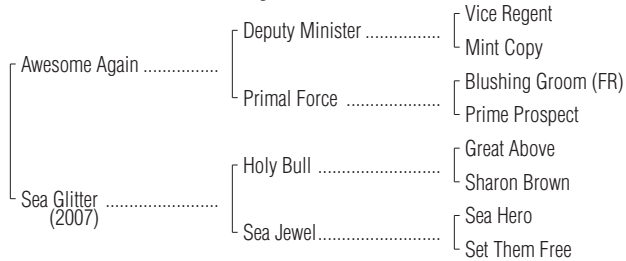 Vice Regent
Deputy Minister ................
Mint Copy
Awesome Again ................
Blushing Groom (FR)
Primal Force .....................
Prime Prospect
Great Above
Holy Bull ...........................
Sharon Brown
Sea Glitter ........................
(2007)
Sea Hero
Sea Jewel...........................
Set Them Free